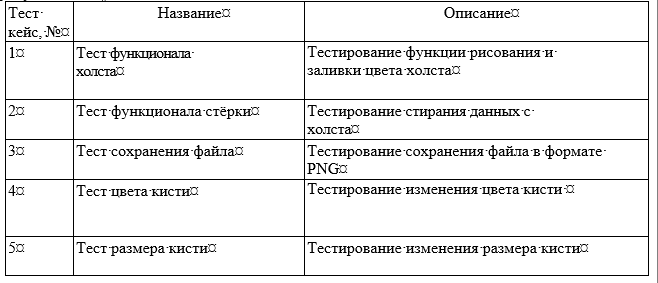 Тест-кейс, № Название Описание
1 Тест функционала холста Тестирование функции рисования и заливки цвета холста
2 Тест функционала стёрки Тестирование стирания данных с холста
3 Тест сохранения файла Тестирование сохранения файла в формате PNG
4 Тест цвета кисти Тестирование изменения цвета кисти
5 Тест размера кисти Тестирование изменения размера кисти